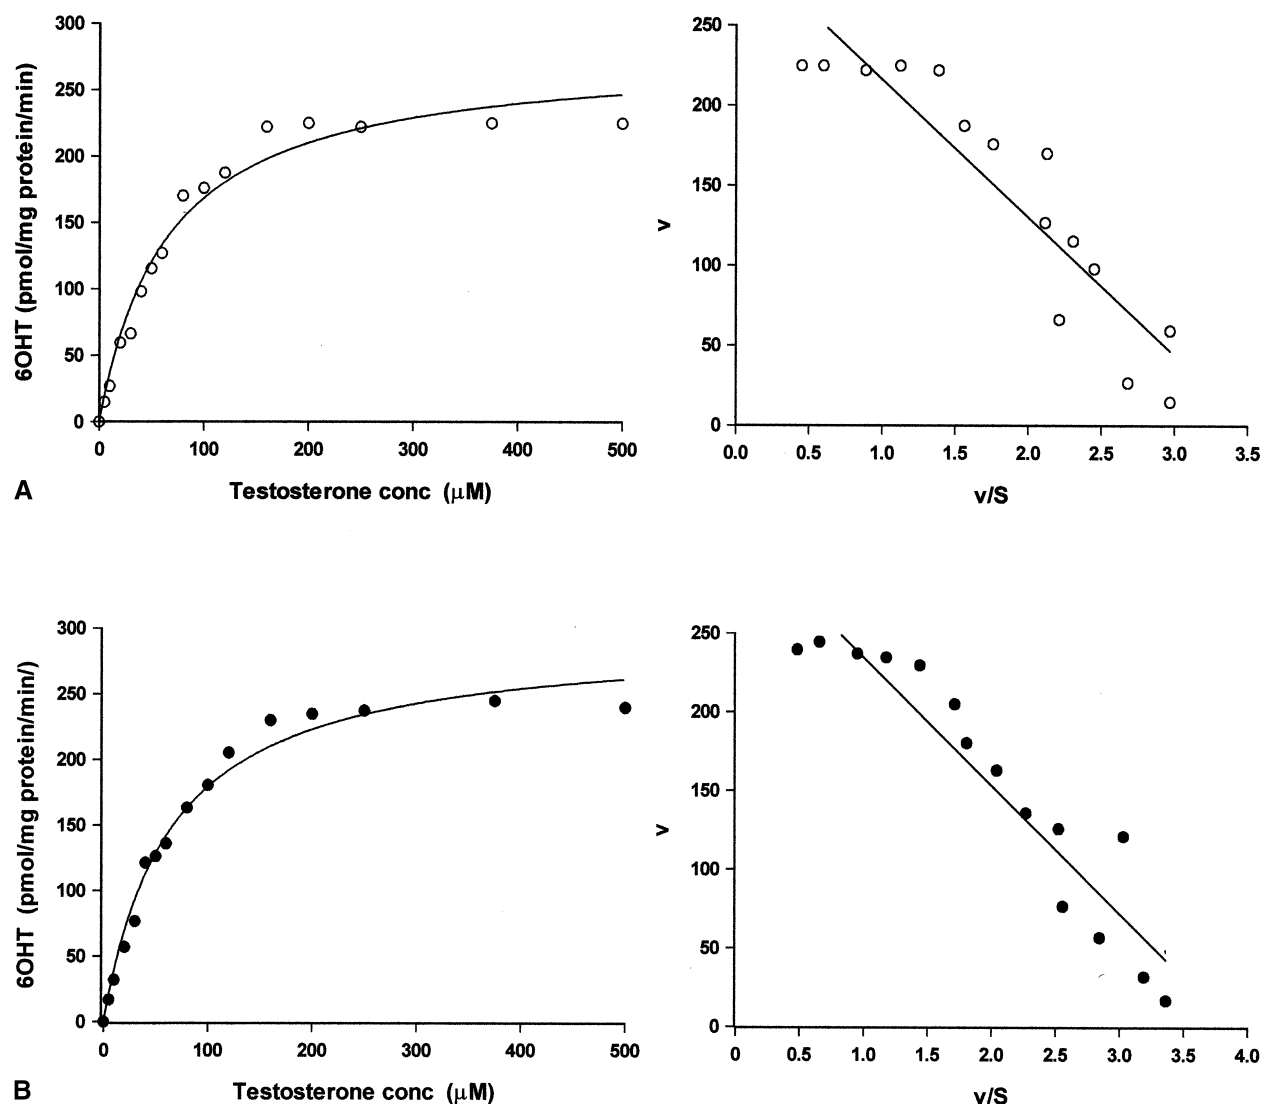 300
250
200
150
100
50
0
6OHT (pmol/mg protein/min)
0 100 200 300 400 500
Testosterone conc (μM)
A
250
200
150
100
50
0
v
0.0 0.5 1.0 1.5 2.0 2.5 3.0 3.5
v/S
300
250
200
150
100
50
0
6OHT (pmol/mg protein/min/)
0 100 200 300 400 500
Testosterone conc (μM)
B
250
200
150
100
50
0
v
0 0.5 1.0 1.5 2.0 2.5 3.0 3.5 4.0
v/S